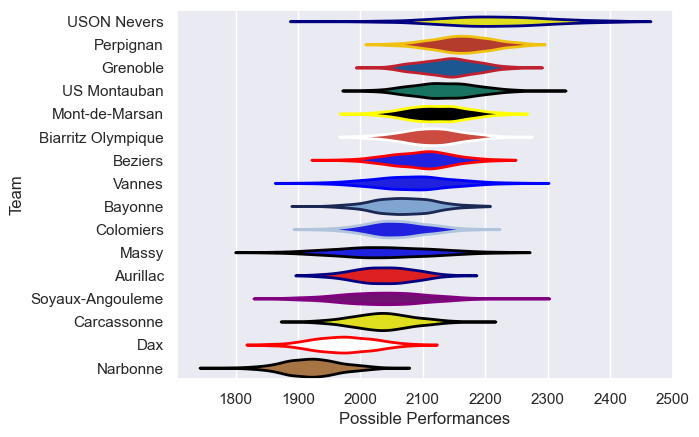 USON Nevers
Perpignan
Grenoble
US Montauban
Mont-de-Marsan
Biarritz Olympique
Beziers
Vannes
Bayonne
Colomiers
Massy
Aurillac
Soyaux-Angouleme
Carcassonne
Dax
Narbonne
Team
1800 1900 2000 2100 2200 2300 2400 2500
Possible Performances